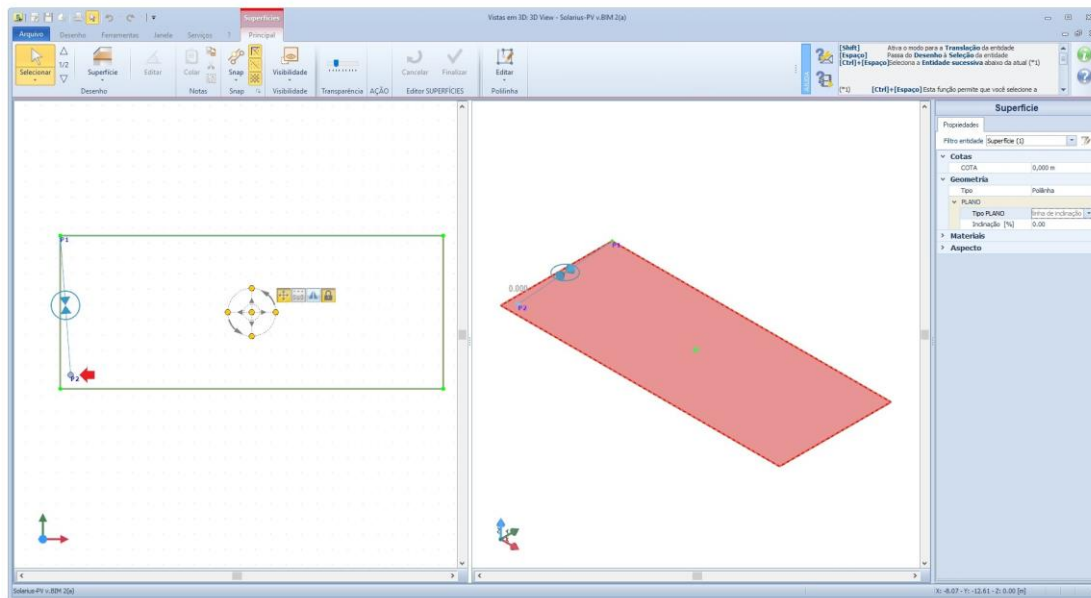 Superfícies
Vistas em 3D: 3D View - Solarius-PV v.BIM 2(a)
Arquivo Desenho Ferramentas Janela Serviços ? Principal
[Shift] Ativa o modo para a Translação da entidade
[Espaço] Passa do Desenho à Seleção da entidade
[Ctrl]+[Espaço]Seleciona a Entidade sucessiva abaixo da atual (*1)
(*1) [Ctrl]+[Espaço] Esta função permite que você selecione a
AJUDA
1/2
Selecionar Superfície Editar Colar Snap Visibilidade Cancelar Finalizar Editar
Desenho Notas Snap Visibilidade Transparência AÇÃO Editor SUPERFÍCIES Polilinha
Superfície
Propriedades
Filtro entidade Superfície (1)
Cotas
COTA 0,000 m
Geometria
Tipo Polilinha
PLANO
Tipo PLANO linha de inclinação
Inclinação [%] 0.00
Materiais
Aspecto
P1
P2
0.000
P2
Solarius-PV v.BIM 2(a)
X: -8.07 - Y: -12.61 - Z: 0.00 [m]